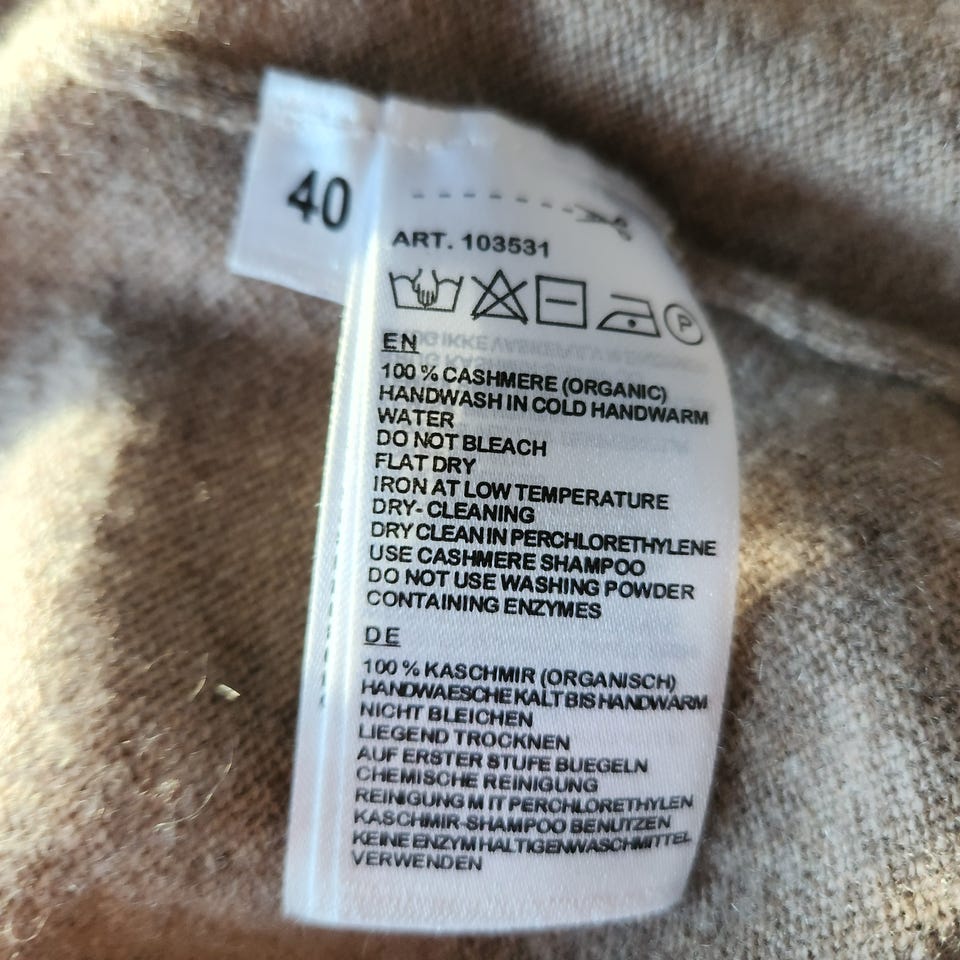 40
ART. 103531
P
EN
100 % CASHMERE (ORGANIC)
HANDWASH IN COLD HANDWARM
WATER
DO NOT BLEACH
FLAT DRY
IRON AT LOW TEMPERATURE
DRY- CLEANING
DRY CLEAN IN PERCHLORETHYLENE
USE CASHMERE SHAMPOO
DO NOT USE WASHING POWDER
CONTAINING ENZYMES
DE
100 % KASCHMIR (ORGANISCH)
HANDWAESCHE KALT BIS HANDWARM
NICHT BLEICHEN
LIEGEND TROCKNEN
AUF ERSTER STUFE BUEGELN
CHEMISCHE REINIGUNG
REINIGUNG MIT PERCHLORETHYLEN
KASCHMIR-SHAMPOO BENUTZEN
KEINE ENZYMHALTIGEN WASCHMITTEL
VERWENDEN